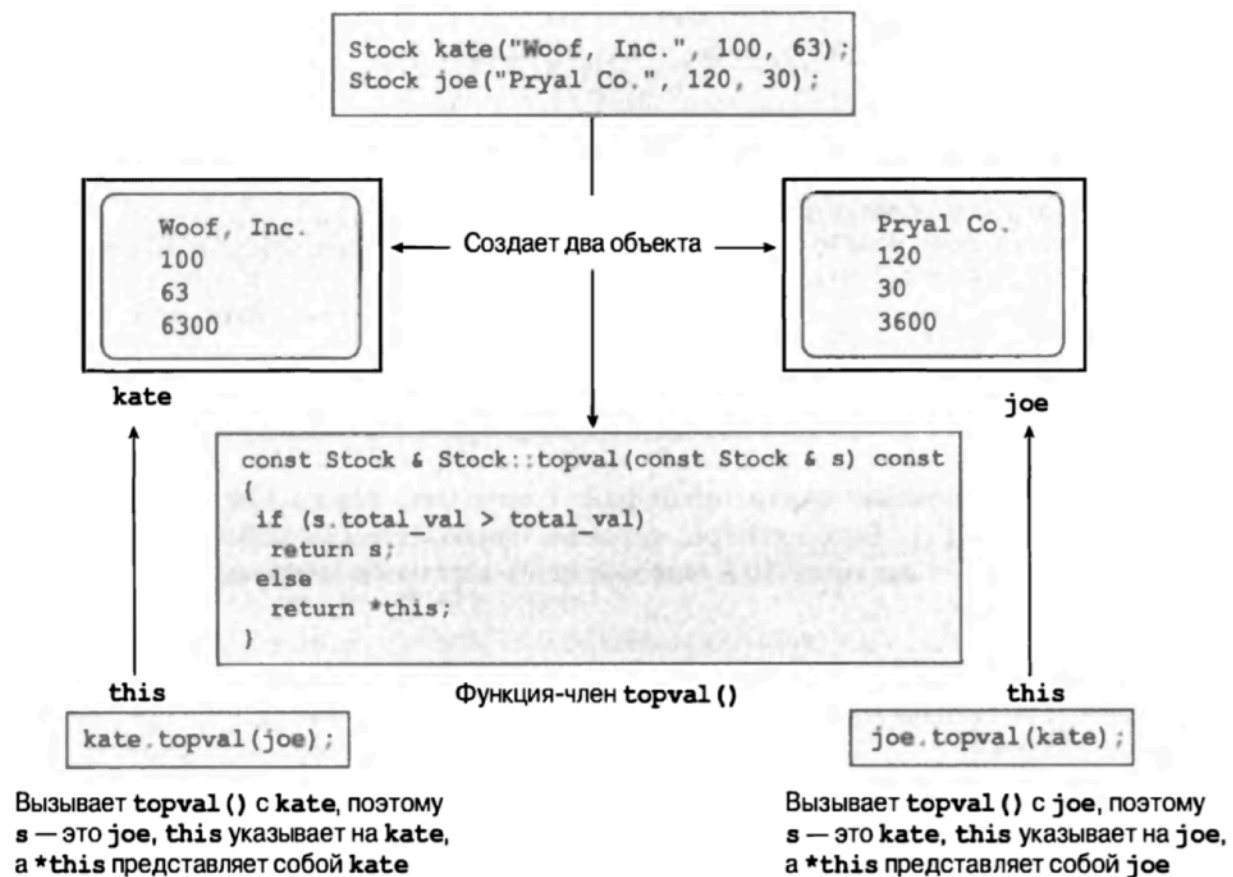 Stock kate("Woof, Inc.", 100, 63);
Stock joe("Pryal Co.", 120, 30);
Woof, Inc.
100
63
6300
Создает два объекта
Pryal Co.
120
30
3600
kate
joe
const Stock & Stock::topval(const Stock & s) const
{
if (s.total_val > total_val)
return s;
else
return *this;
}
this
Функция-член topval()
this
kate.topval(joe);
joe.topval(kate);
Вызывает topval() с kate, поэтому
s — это joe, this указывает на kate,
а *this представляет собой kate
Вызывает topval() с joe, поэтому
s — это kate, this указывает на joe,
а *this представляет собой joe